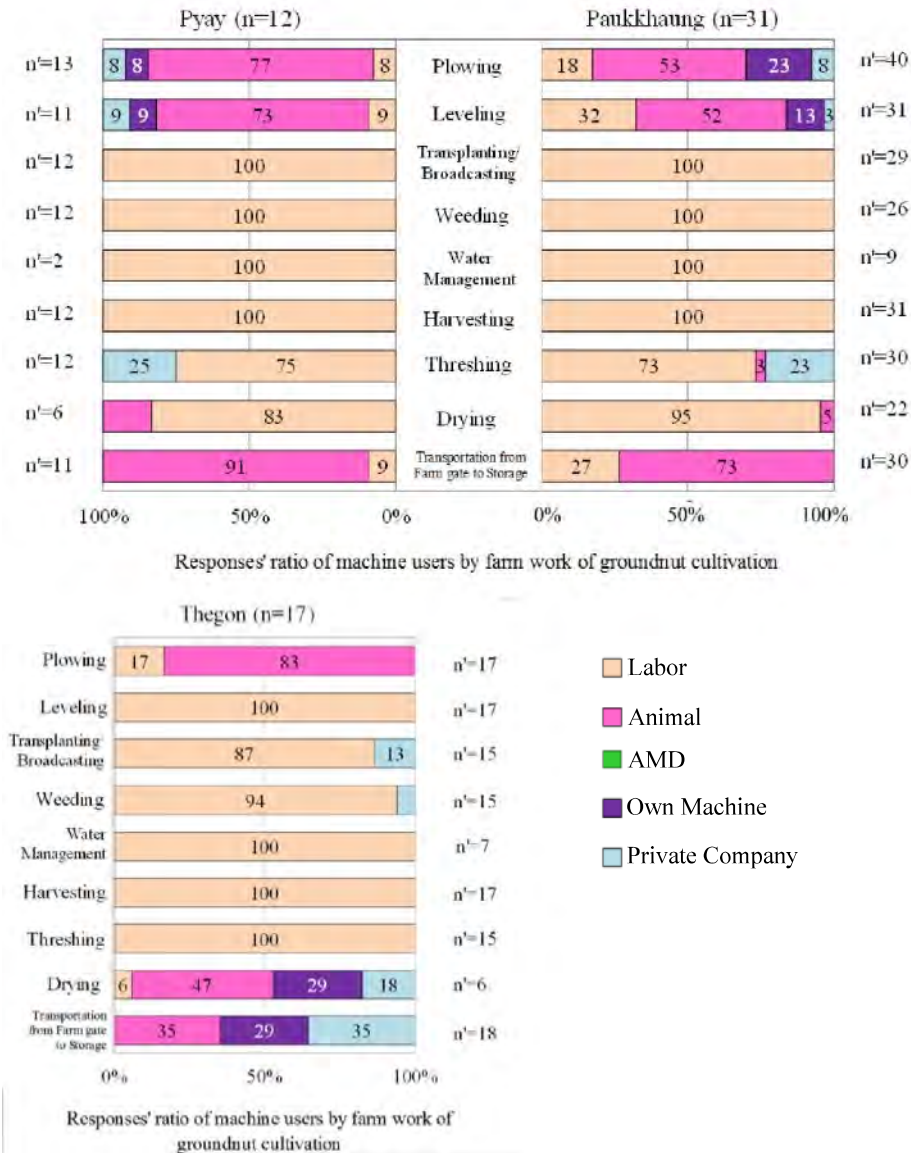 Pyay (n=12) Paukkhaung (n=31)
n'=13 8 8 77 8 Plowing 18 53 23 8 n'=40
n'=11 9 9 73 9 Leveling 32 52 13 3 n'=31
n'=12 100 Transplanting/ Broadcasting 100 n'=29
n'=12 100 Weeding 100 n'=26
n'=2 100 Water Management 100 n'=9
n'=12 100 Harvesting 100 n'=31
n'=12 25 75 Threshing 73 3 23 n'=30
n'=6 83 Drying 95 5 n'=22
n'=11 91 9 Transportation from Farm gate to Storage 27 73 n'=30
100% 50% 0% 0% 50% 100%
Responses' ratio of machine users by farm work of groundnut cultivation
Thegon (n=17)
Plowing 17 83 n'=17
Leveling 100 n'=17
Transplanting/ Broadcasting 87 13 n'=15
Weeding 94 n'=15
Water Management 100 n'=7
Harvesting 100 n'=17
Threshing 100 n'=15
Drying 6 47 29 18 n'=6
Transportation from Farm gate to Storage 35 29 35 n'=18
0% 50% 100%
Responses' ratio of machine users by farm work of
groundnut cultivation
Labor
Animal
AMD
Own Machine
Private Company